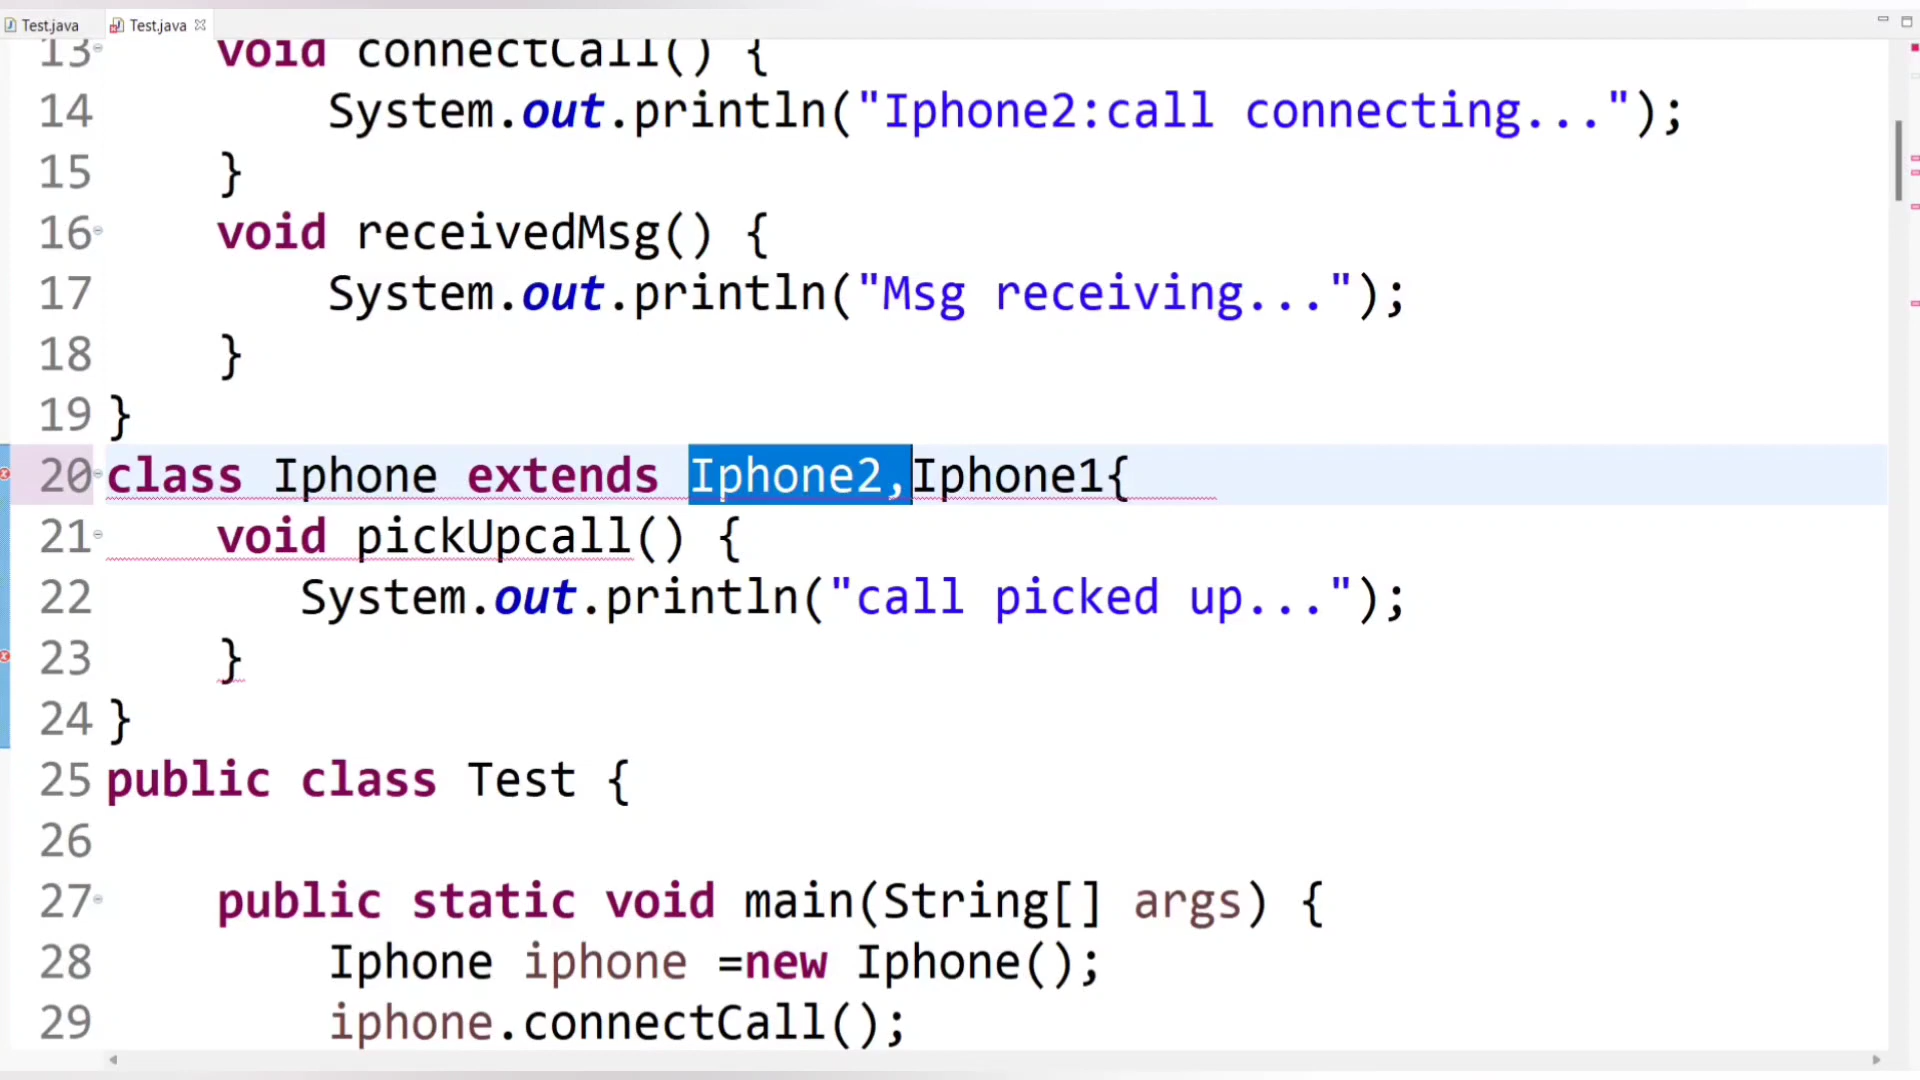 Test.java Test.java
13 void connectCall() {
14 System.out.println("Iphone2:call connecting...");
15 }
16 void receivedMsg() {
17 System.out.println("Msg receiving...");
18 }
19 }
20 class Iphone extends Iphone2,Iphone1{
21 void pickUpcall() {
22 System.out.println("call picked up...");
23 }
24 }
25 public class Test {
26
27 public static void main(String[] args) {
28 Iphone iphone =new Iphone();
29 iphone.connectCall();